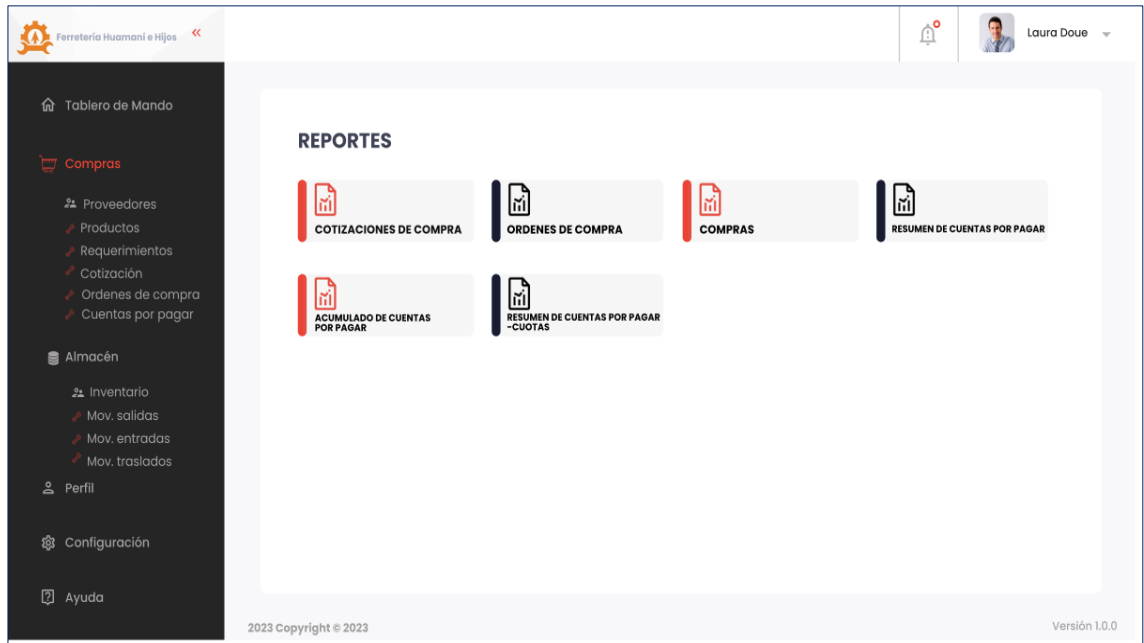 Ferretería Huamani e Hijos
Laura Doue
Tablero de Mando
Compras
Proveedores
Productos
Requerimientos
Cotización
Ordenes de compra
Cuentas por pagar
Almacén
Inventario
Mov. salidas
Mov. entradas
Mov. traslados
Perfil
Configuración
Ayuda
REPORTES
COTIZACIONES DE COMPRA
ORDENES DE COMPRA
COMPRAS
RESUMEN DE CUENTAS POR PAGAR
ACUMULADO DE CUENTAS
POR PAGAR
RESUMEN DE CUENTAS POR PAGAR
-CUOTAS
2023 Copyright © 2023
Versión 1.0.0